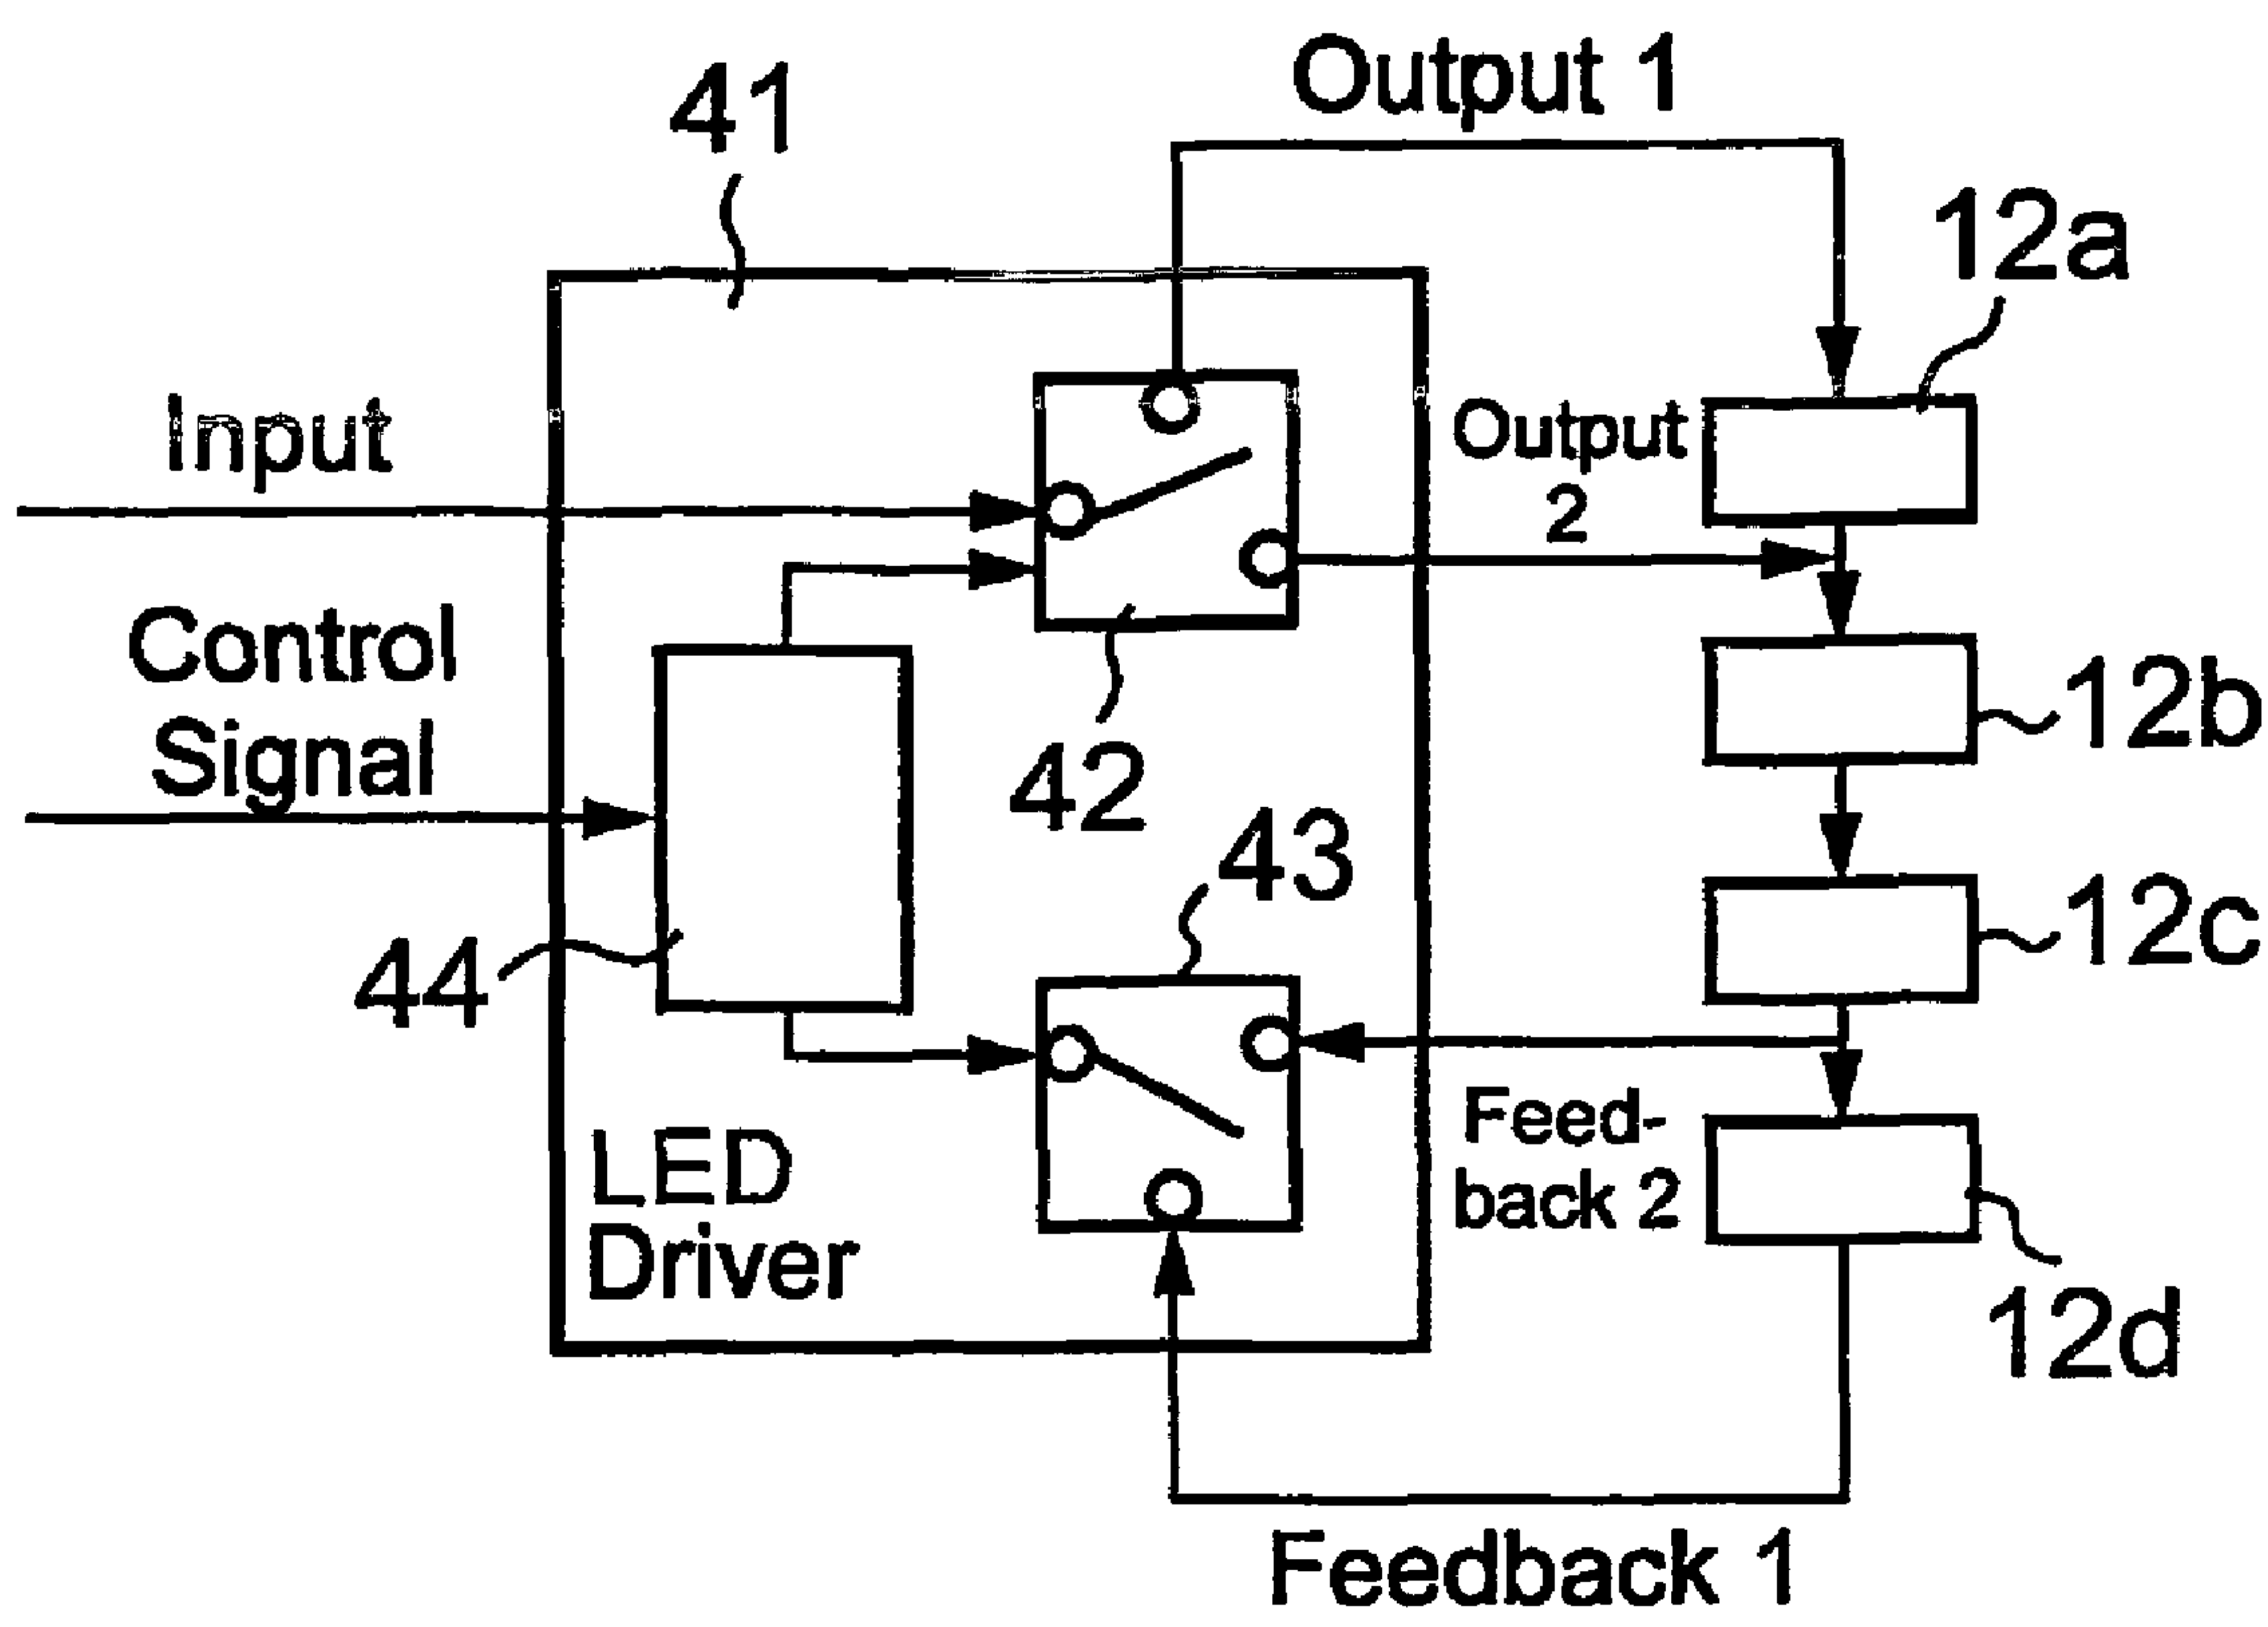 Output 1
41
12a
Input
Output
2
Control
Signal
42
12b
43
12c
44
LED
Driver
Feed-
back 2
12d
Feedback 1